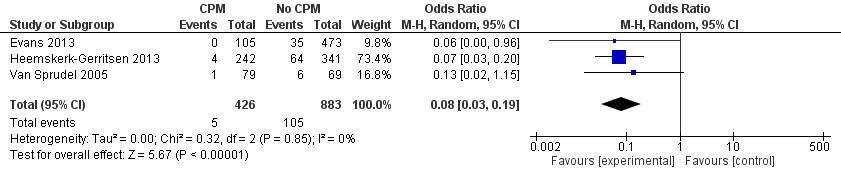 CPM No CPM Odds Ratio Odds Ratio
Study or Subgroup Events Total Events Total Weight M-H, Random, 95% CI M-H, Random, 95% CI
Evans 2013 0 105 35 473 9.8% 0.06 [0.00, 0.96]
Heemskerk-Gerritsen 2013 4 242 64 341 73.4% 0.07 [0.03, 0.20]
Van Sprudel 2005 1 79 6 69 16.8% 0.13 [0.02, 1.15]
Total (95% CI) 426 883 100.0% 0.08 [0.03, 0.19]
Total events 5 105
Heterogeneity: Tau² = 0.00; Chi² = 0.32, df = 2 (P = 0.85); I² = 0%
Test for overall effect: Z = 5.67 (P < 0.00001)
0.002 0.1 1 10 500
Favours [experimental] Favours [control]